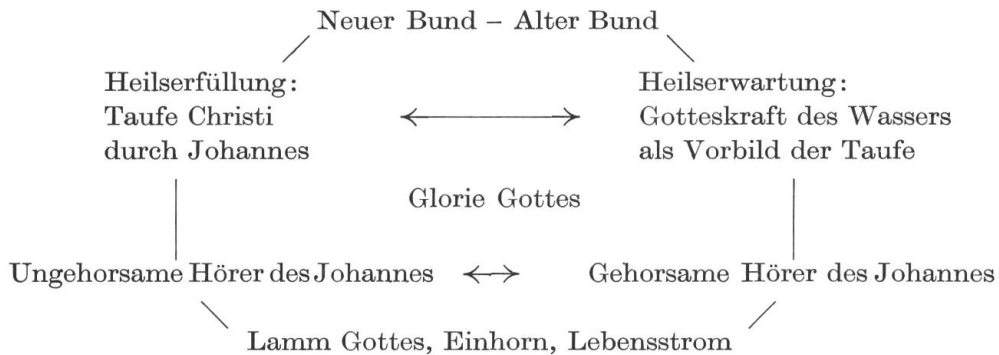 Neuer Bund – Alter Bund
Heilserfüllung:
Taufe Christi
durch Johannes
Heilserwartung:
Gotteskraft des Wassers
als Vorbild der Taufe
Glorie Gottes
Ungehorsame Hörer des Johannes
Gehorsame Hörer des Johannes
Lamm Gottes, Einhorn, Lebensstrom